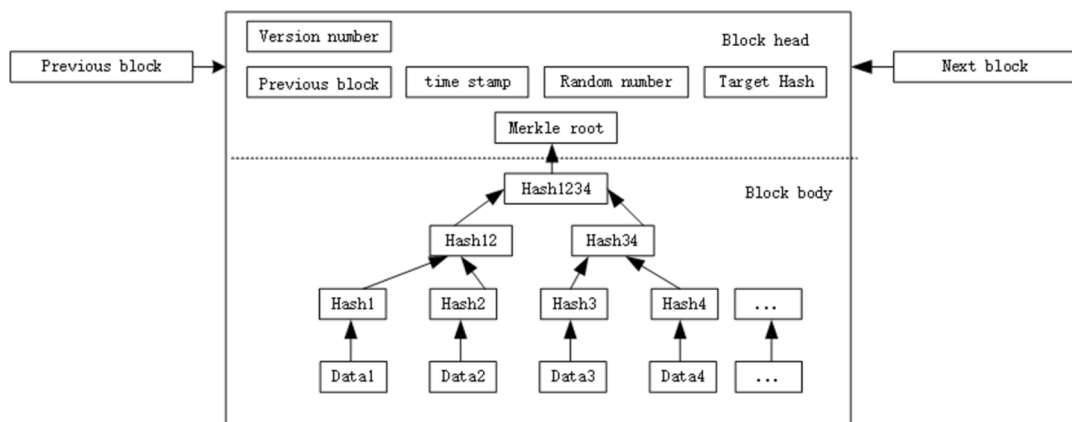 Version number
Block head
Previous block
Previous block
time stamp
Random number
Target Hash
Next block
Merkle root
Hash1234
Block body
Hash12
Hash34
Hash1
Hash2
Hash3
Hash4
...
Data1
Data2
Data3
Data4
...